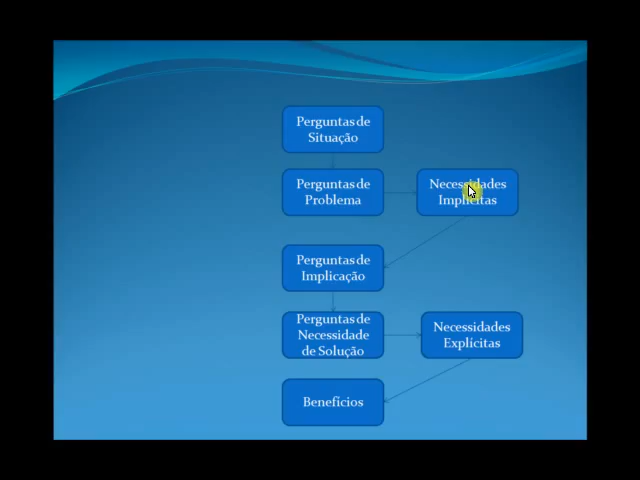 Perguntas de
Situação
Perguntas de
Problema
Necessidades
Implícitas
Perguntas de
Implicação
Perguntas de
Necessidade
de Solução
Necessidades
Explícitas
Benefícios